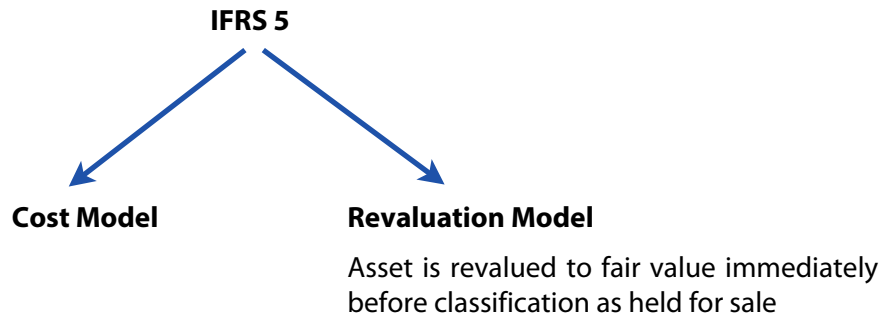 IFRS 5
Cost Model
Revaluation Model
Asset is revalued to fair value immediately
before classification as held for sale